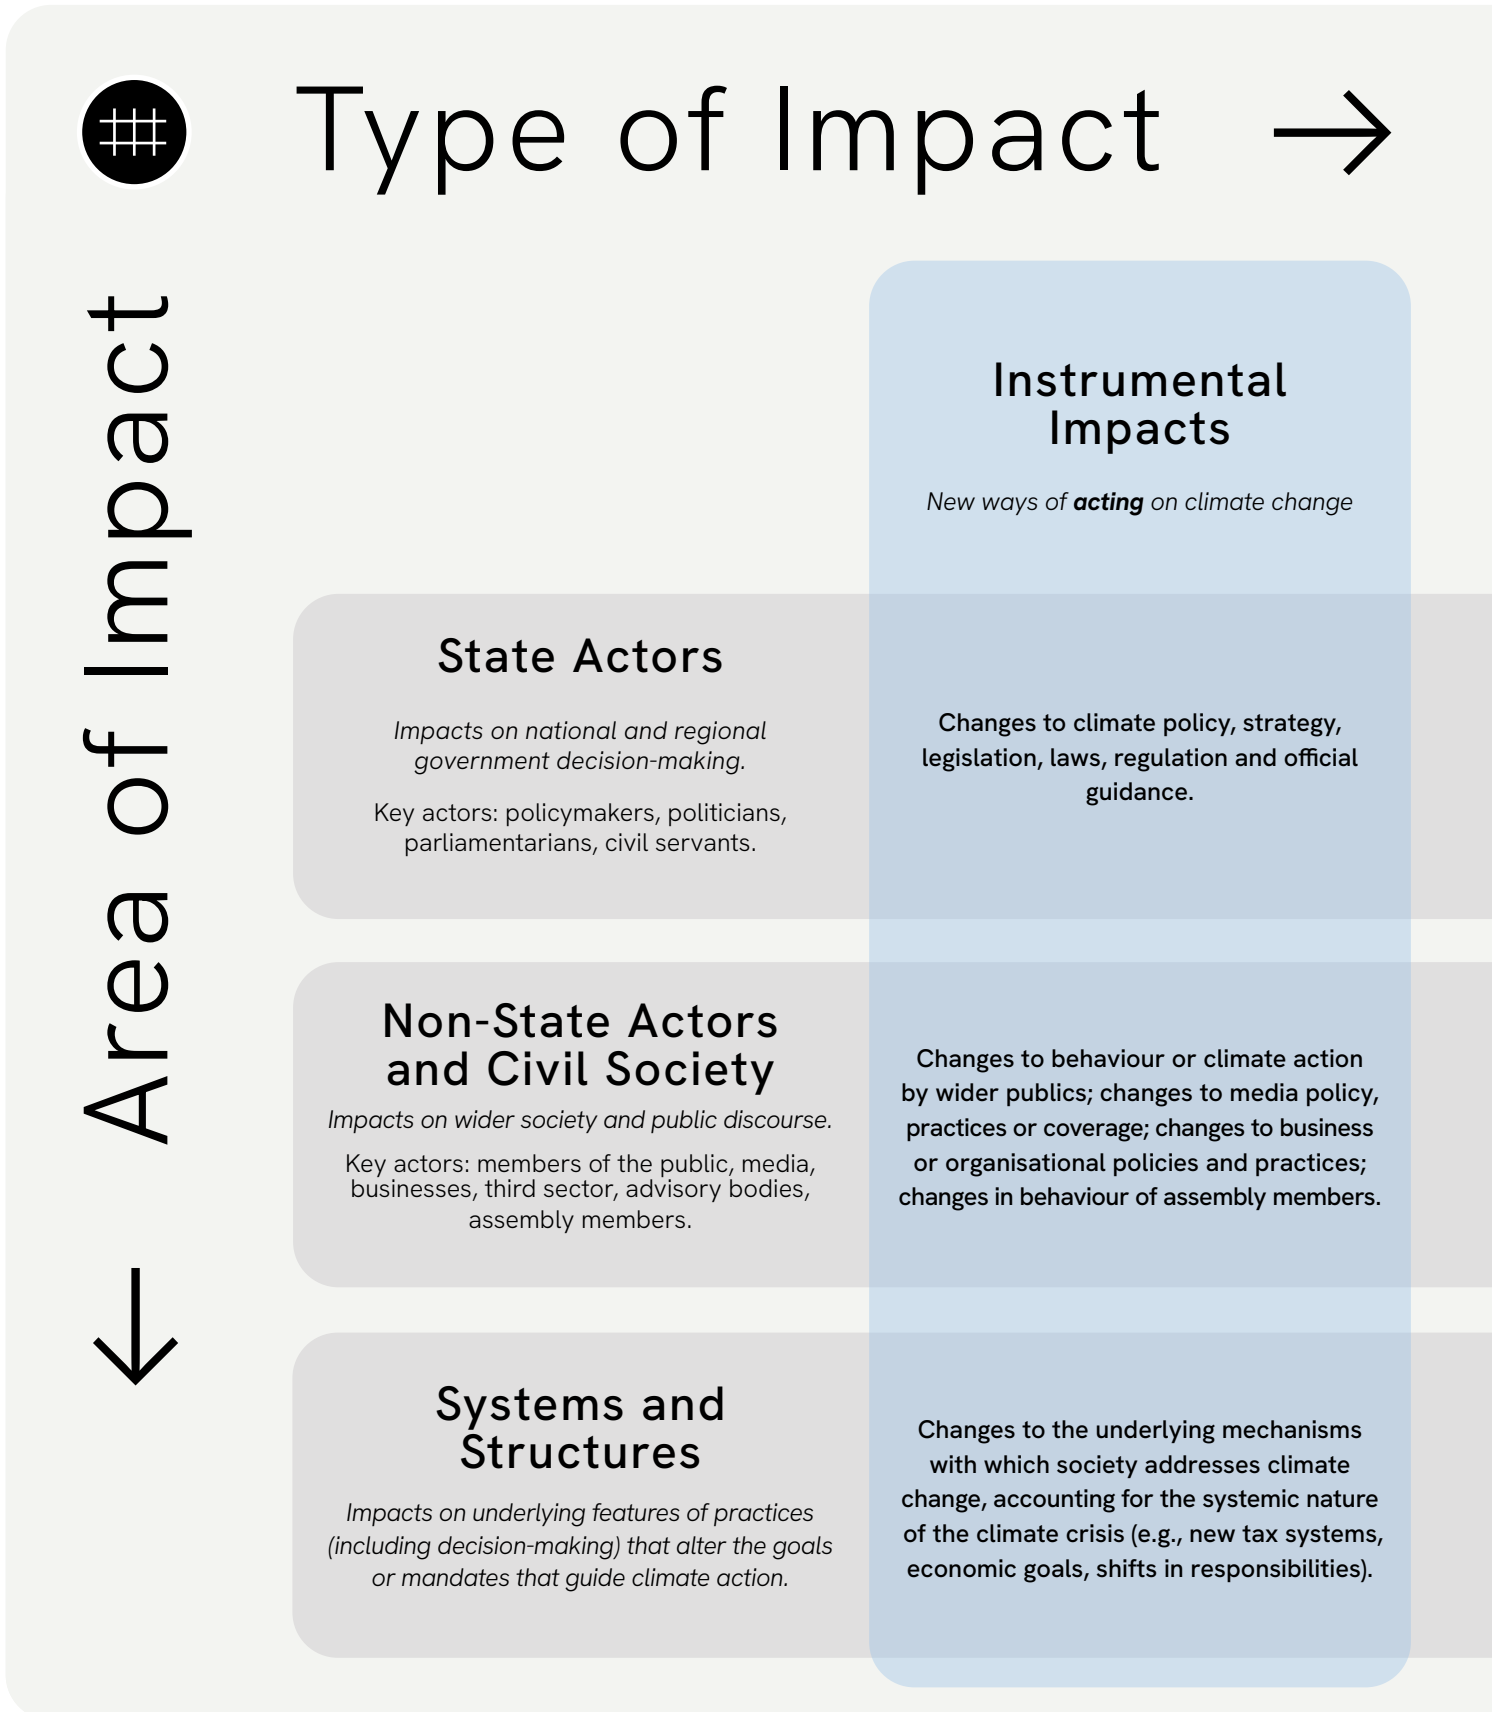 Type of Impact
Area of Impact
Instrumental
Impacts
New ways of acting on climate change
State Actors
Impacts on national and regional
government decision-making.
Key actors: policymakers, politicians,
parliamentarians, civil servants.
Changes to climate policy, strategy,
legislation, laws, regulation and official
guidance.
Non-State Actors
and Civil Society
Impacts on wider society and public discourse.
Key actors: members of the public, media,
businesses, third sector, advisory bodies,
assembly members.
Changes to behaviour or climate action
by wider publics; changes to media policy,
practices or coverage; changes to business
or organisational policies and practices;
changes in behaviour of assembly members.
Systems and
Structures
Impacts on underlying features of practices
(including decision-making) that alter the goals
or mandates that guide climate action.
Changes to the underlying mechanisms
with which society addresses climate
change, accounting for the systemic nature
of the climate crisis (e.g., new tax systems,
economic goals, shifts in responsibilities).